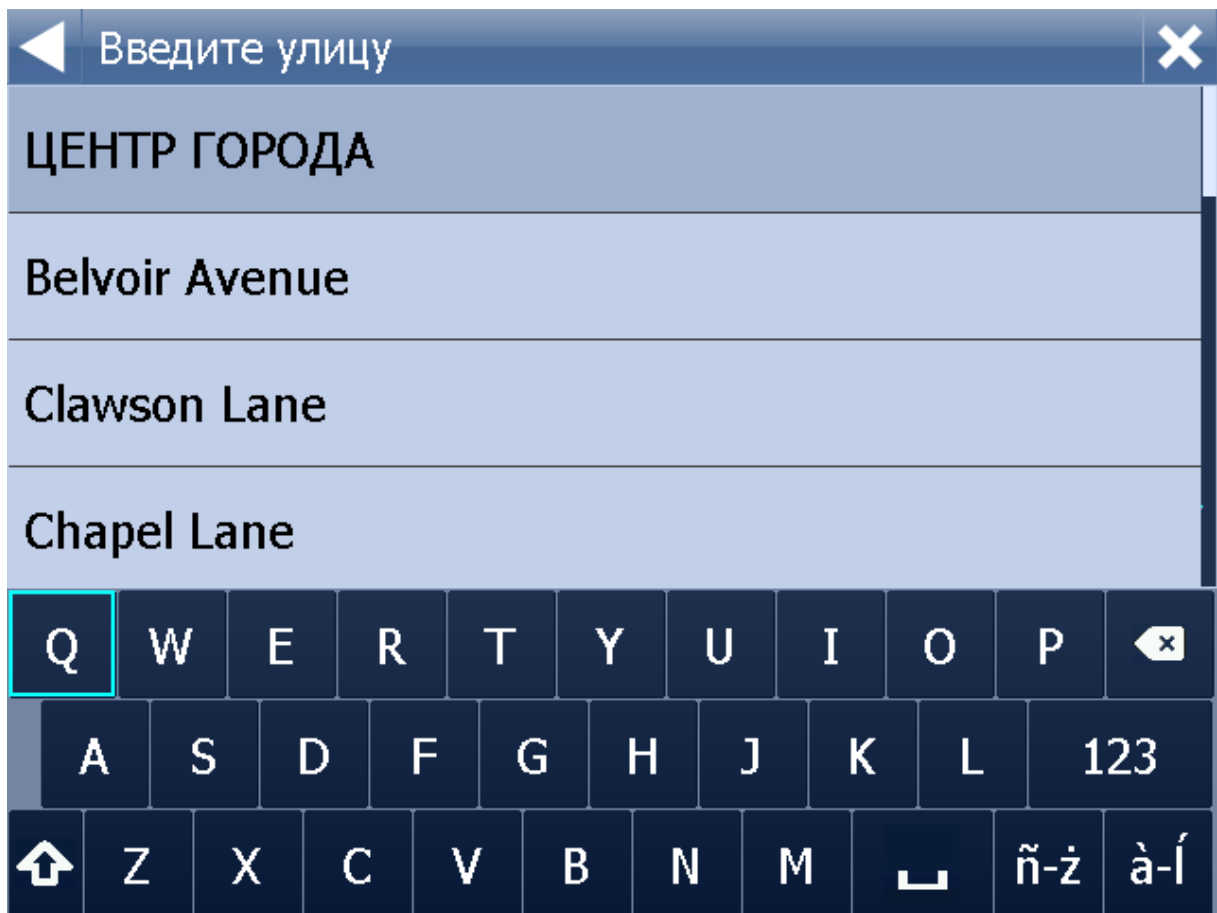 Введите улицу
ЦЕНТР ГОРОДА
Belvoir Avenue
Clawson Lane
Chapel Lane
Q W E R T Y U I O P
A S D F G H J K L 123
Z X C V B N M ñ-ż à-Í